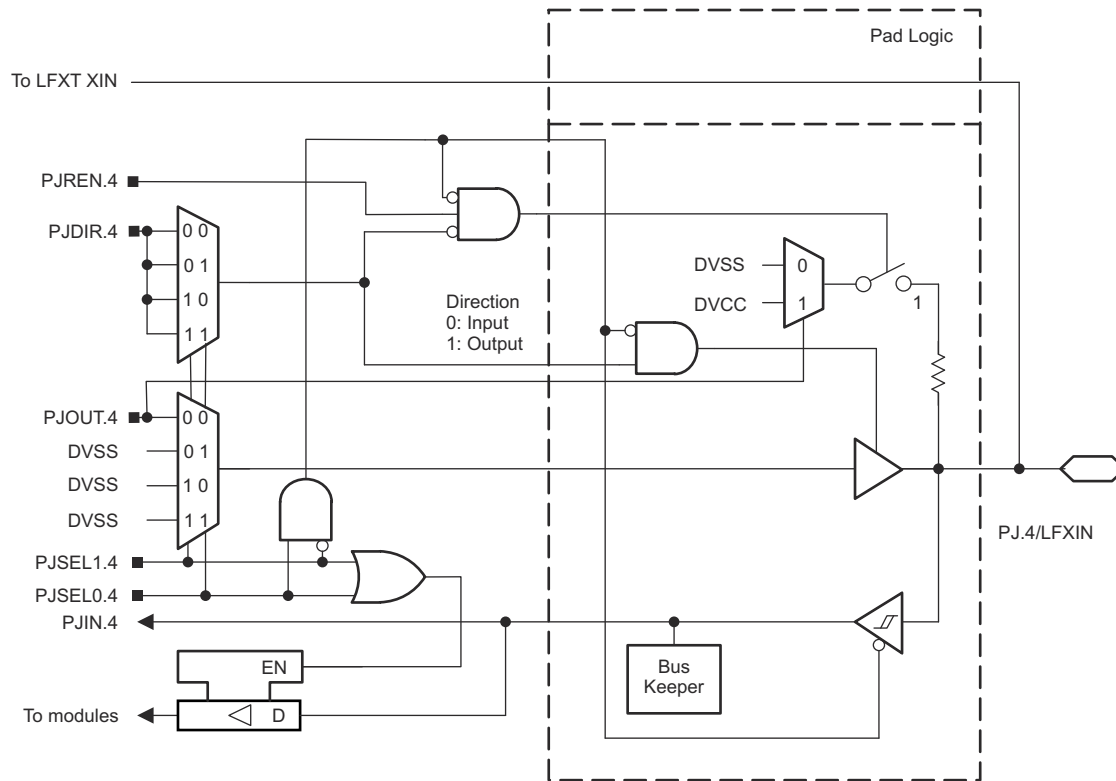 Pad Logic
To LFXT XIN
PJREN.4
PJDIR.4
0 0
0 1
1 0
1 1
Direction
0: Input
1: Output
DVSS
0
DVCC
1
1
PJOUT.4
0 0
DVSS
0 1
DVSS
1 0
DVSS
1 1
PJ.4/LFXIN
PJSEL1.4
PJSEL0.4
PJIN.4
EN
Bus
Keeper
To modules
D